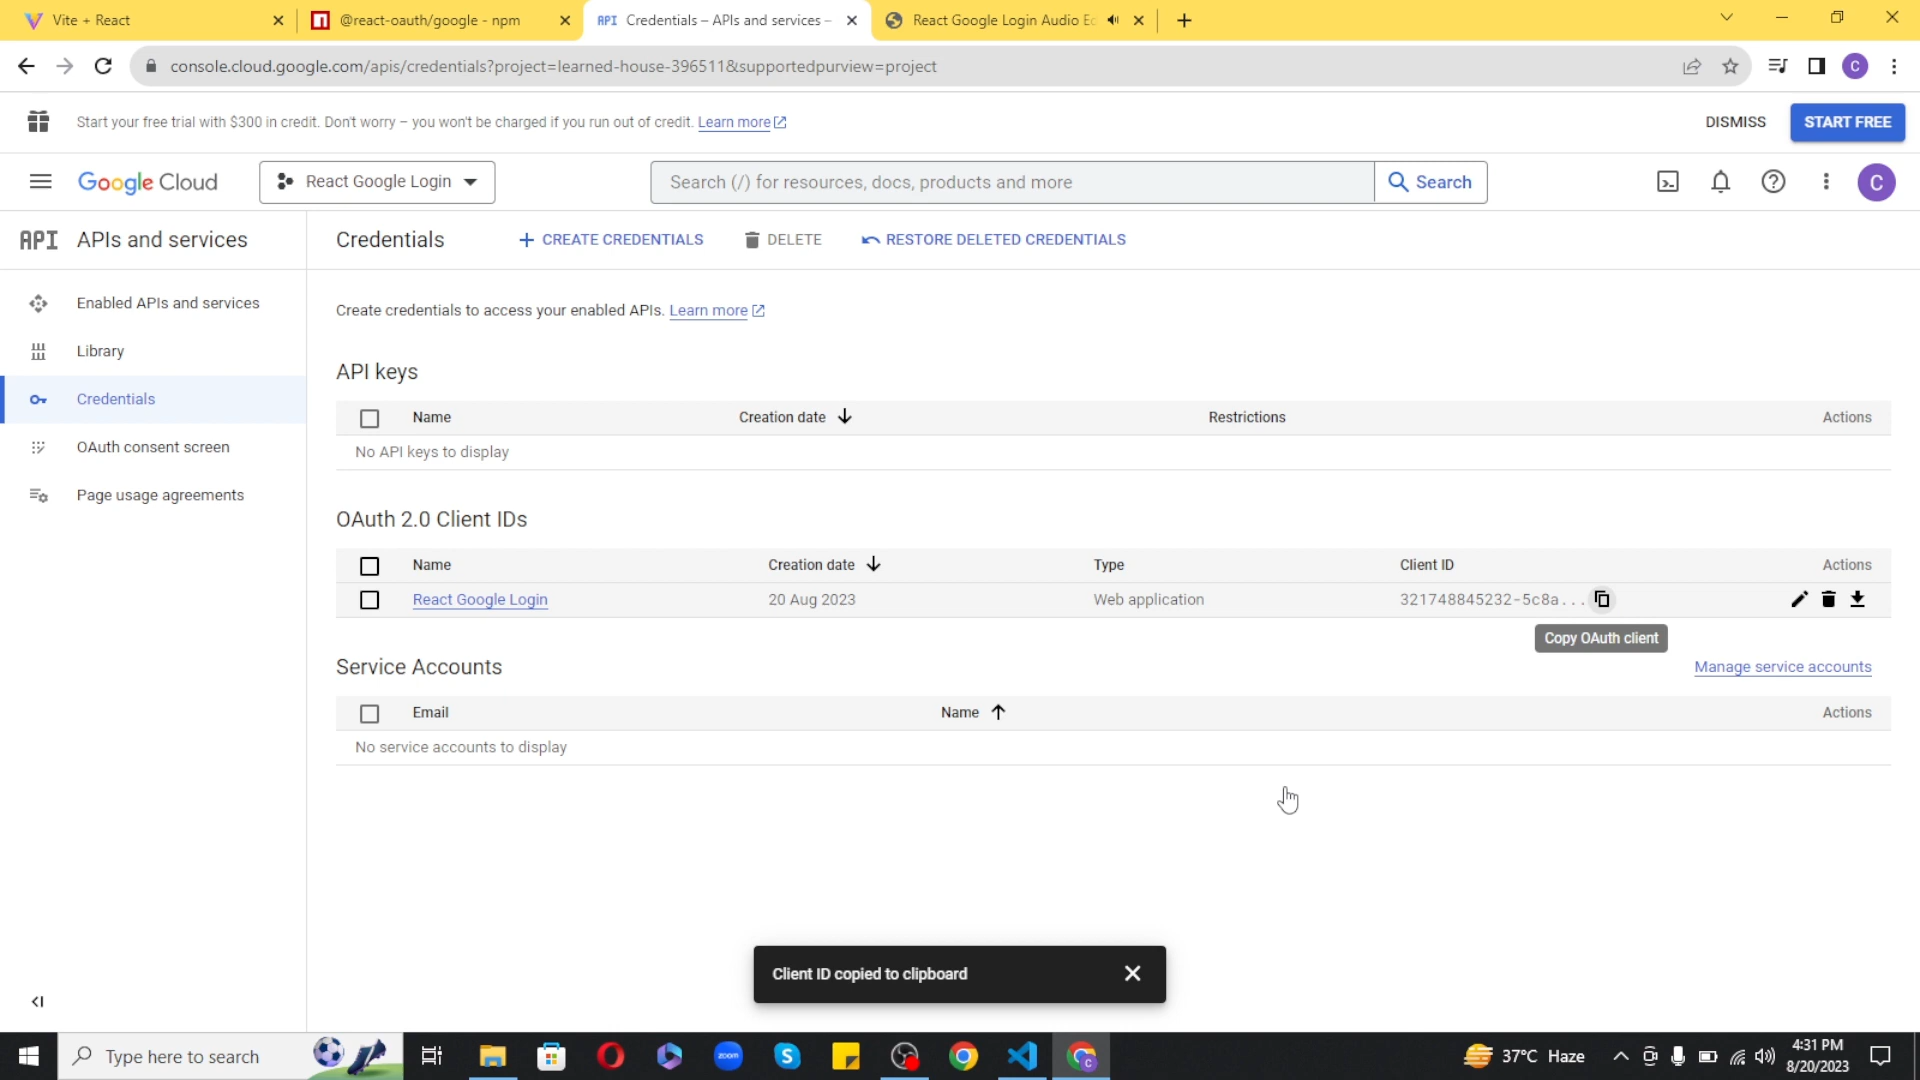 Vite + React
@react-oauth/google - npm
Credentials – APIs and services –
React Google Login Audio Ed
console.cloud.google.com/apis/credentials?project=learned-house-396511&supportedpurview=project
C
Start your free trial with $300 in credit. Don't worry – you won't be charged if you run out of credit. Learn more
DISMISS
START FREE
Google Cloud
React Google Login
Search (/) for resources, docs, products and more
Search
C
API APIs and services
Credentials
CREATE CREDENTIALS
DELETE
RESTORE DELETED CREDENTIALS
Enabled APIs and services
Library
Credentials
OAuth consent screen
Page usage agreements
Create credentials to access your enabled APIs. Learn more
API keys
Name Creation date Restrictions Actions
No API keys to display
OAuth 2.0 Client IDs
Name Creation date Type Client ID Actions
React Google Login 20 Aug 2023 Web application 321748845232-5c8a...
Copy OAuth client
Service Accounts
Manage service accounts
Email Name Actions
No service accounts to display
Client ID copied to clipboard
Type here to search
zoom
37°C Haze
4:31 PM
8/20/2023